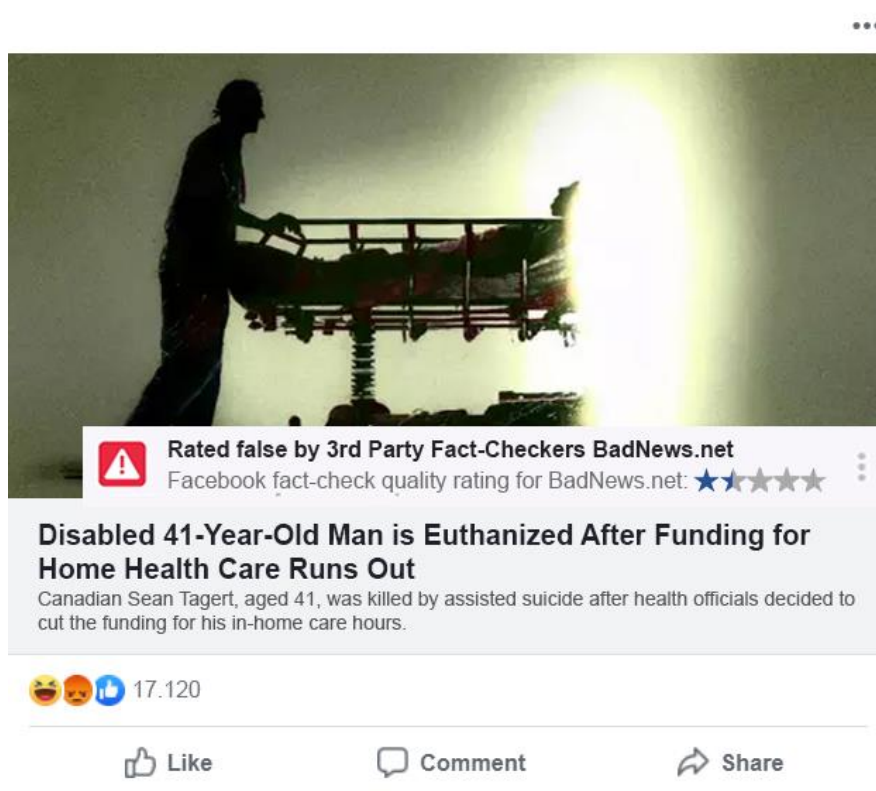 Rated false by 3rd Party Fact-Checkers BadNews.net
Facebook fact-check quality rating for BadNews.net:
Disabled 41-Year-Old Man is Euthanized After Funding for
Home Health Care Runs Out
Canadian Sean Tagert, aged 41, was killed by assisted suicide after health officials decided to
cut the funding for his in-home care hours.
17.120
Like
Comment
Share